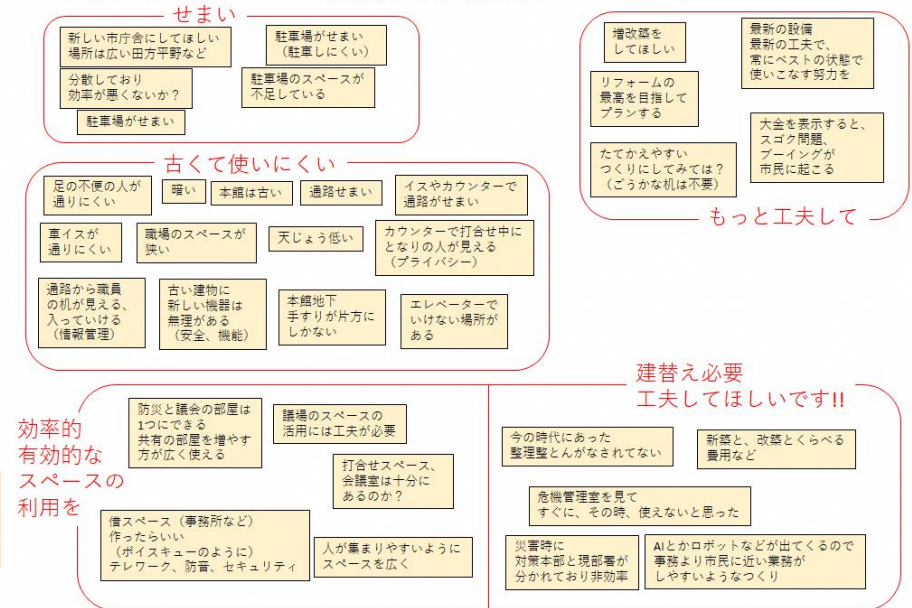 せまい
新しい市庁舎にしてほしい
場所は広い田方平野など
駐車場がせまい
（駐車しにくい）
分散しており
効率が悪くないか？
駐車場のスペースが
不足している
駐車場がせまい
増改築を
してほしい
最新の設備
最新の工夫で、
常にベストの状態で
使いこなす努力を
リフォームの
最高を目指して
プランする
大金を表示すると、
スゴク問題、
ブーイングが
市民に起こる
たてかえやすい
つくりにしてみては？
（ごうかな机は不要）
もっと工夫して
古くて使いにくい
足の不便の人が
通りにくい
暗い
本館は古い
通路せまい
イスやカウンターで
通路がせまい
車イスが
通りにくい
職場のスペースが
狭い
天じょう低い
カウンターで打合せ中に
となりの人が見える
（プライバシー）
通路から職員
の机が見える、
入っていける
（情報管理）
古い建物に
新しい機器は
無理がある
（安全、機能）
本館地下
手すりが片方に
しかない
エレベーターで
いけない場所が
ある
効率的
有効的な
スペースの
利用を
防災と議会の部屋は
1つにできる
共有の部屋を増やす
方が広く使える
議場のスペースの
活用には工夫が必要
打合せスペース、
会議室は十分に
あるのか？
借スペース（事務所など）
作ったらいい
（ボイスキューのように）
テレワーク、防音、セキュリティ
人が集まりやすいように
スペースを広く
建替え必要
工夫してほしいです!!
今の時代にあった
整理整とんがなされてない
新築と、改築とくらべる
費用など
危機管理室を見て
すぐに、その時、使えないと思った
災害時に
対策本部と現部署が
分かれており非効率
AIとかロボットなどが出てくるので
事務より市民に近い業務が
しやすいようなつくり